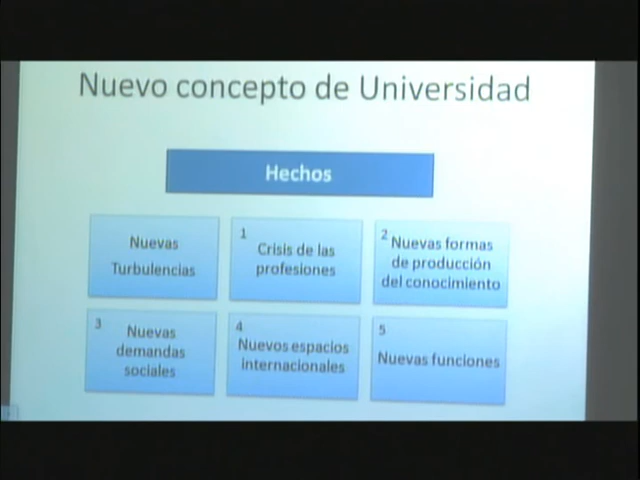 Nuevo concepto de Universidad
Hechos
Nuevas
Turbulencias
1
Crisis de las
profesiones
2
Nuevas formas
de producción
del conocimiento
3
Nuevas
demandas
sociales
4
Nuevos espacios
internacionales
5
Nuevas funciones